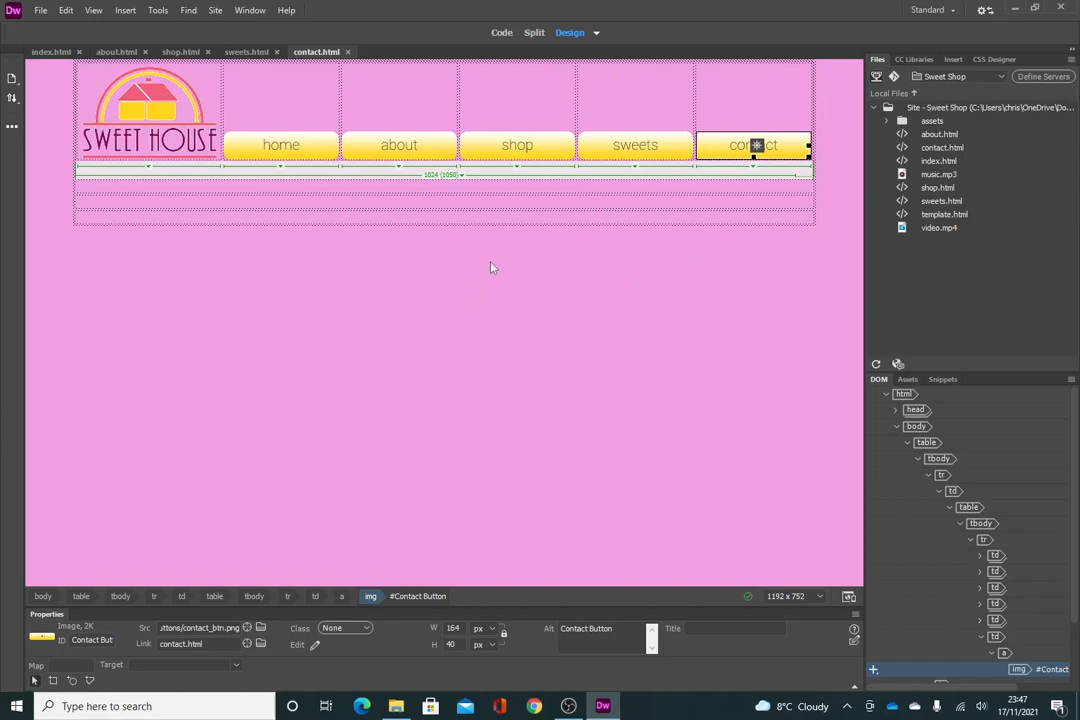 Dw File Edit View Insert Tools Find Site Window Help Standard
Code Split Design
index.html about.html shop.html sweets.html contact.html
Files CC Libraries Insert CSS Designer
Sweet Shop Define Servers
Local Files
Site - Sweet Shop (C:\Users\chris\OneDrive\Do...
assets
about.html
contact.html
index.html
music.mp3
shop.html
sweets.html
template.html
video.mp4
SWEET HOUSE
home about shop sweets contact
1024 (1050)
DOM Assets Snippets
html
head
body
table
tbody
tr
td
table
tbody
tr
td
td
td
td
td
td
a
img #Contact
body table tbody tr td table tbody tr td a img #Contact Button 1192 x 752
Properties
Image, 2K Src :uttons/contact_btn.png Class None W 164 px Alt Contact Button Title
ID Contact But Link contact.html Edit H 40 px
Map Target
Type here to search
Dw
8°C Cloudy
23:47
17/11/2021
1